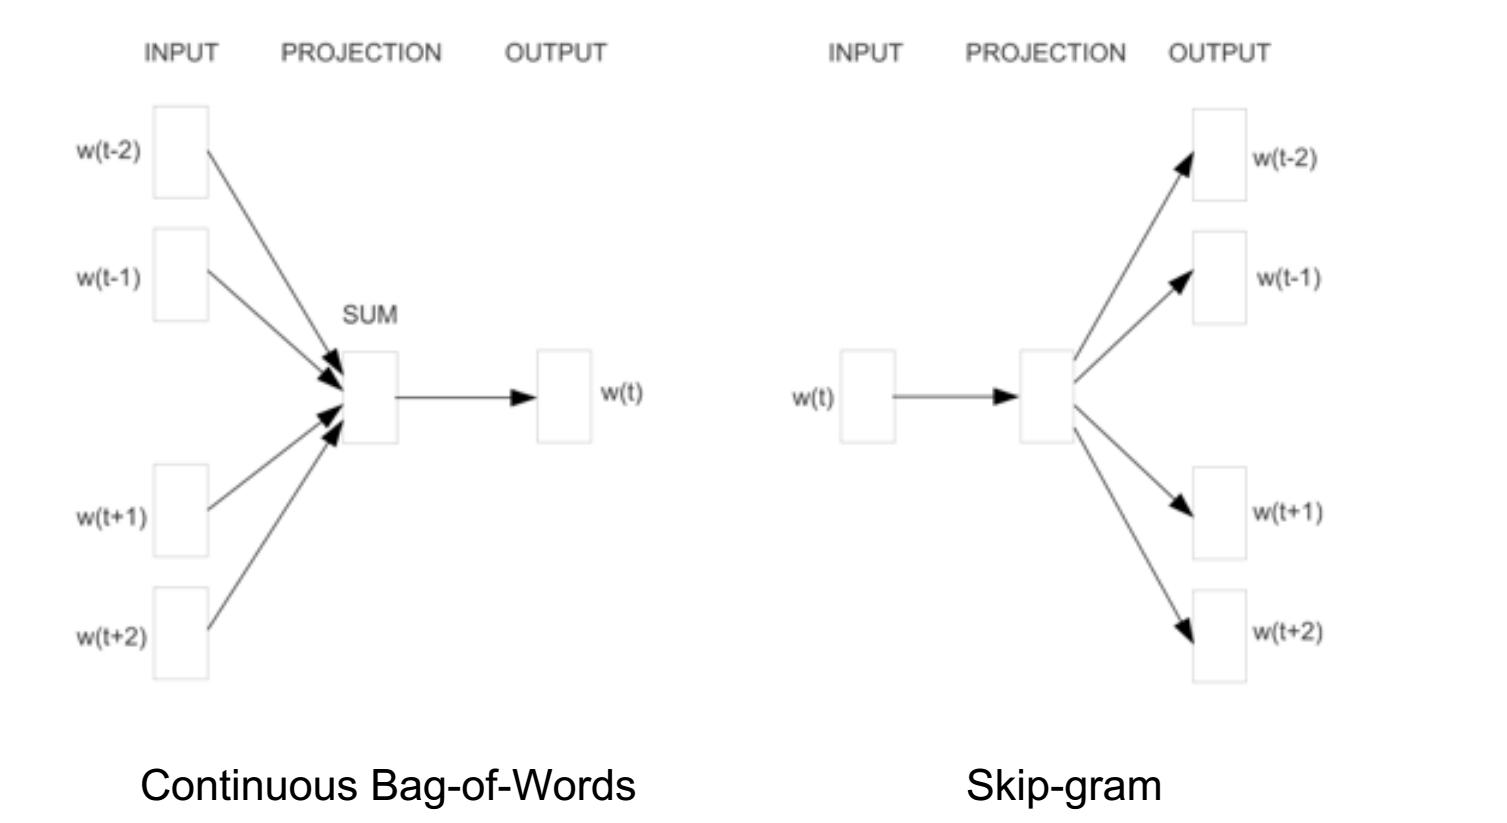 INPUT PROJECTION OUTPUT
w(t-2)
w(t-1)
SUM
w(t)
w(t+1)
w(t+2)
Continuous Bag-of-Words
INPUT PROJECTION OUTPUT
w(t-2)
w(t-1)
w(t)
w(t+1)
w(t+2)
Skip-gram